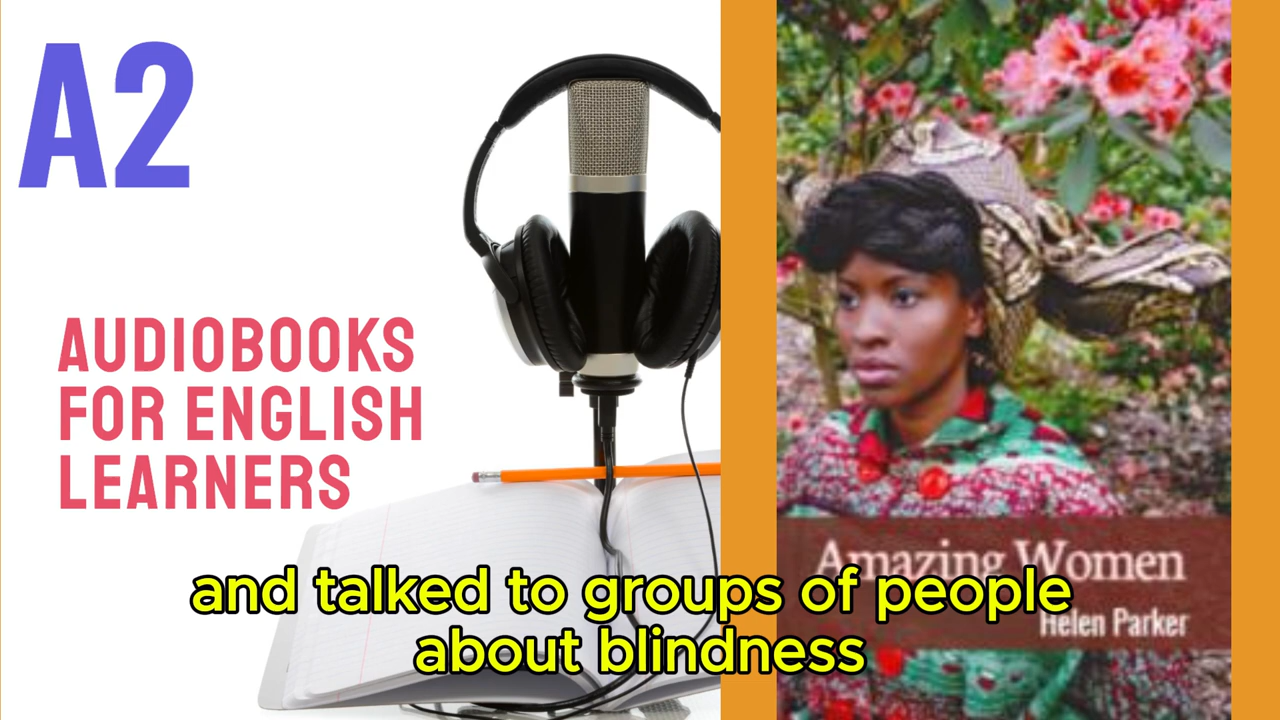 A2
AUDIOBOOKS
FOR ENGLISH
LEARNERS
Amazing Women
Helen Parker
and talked to groups of people
about blindness